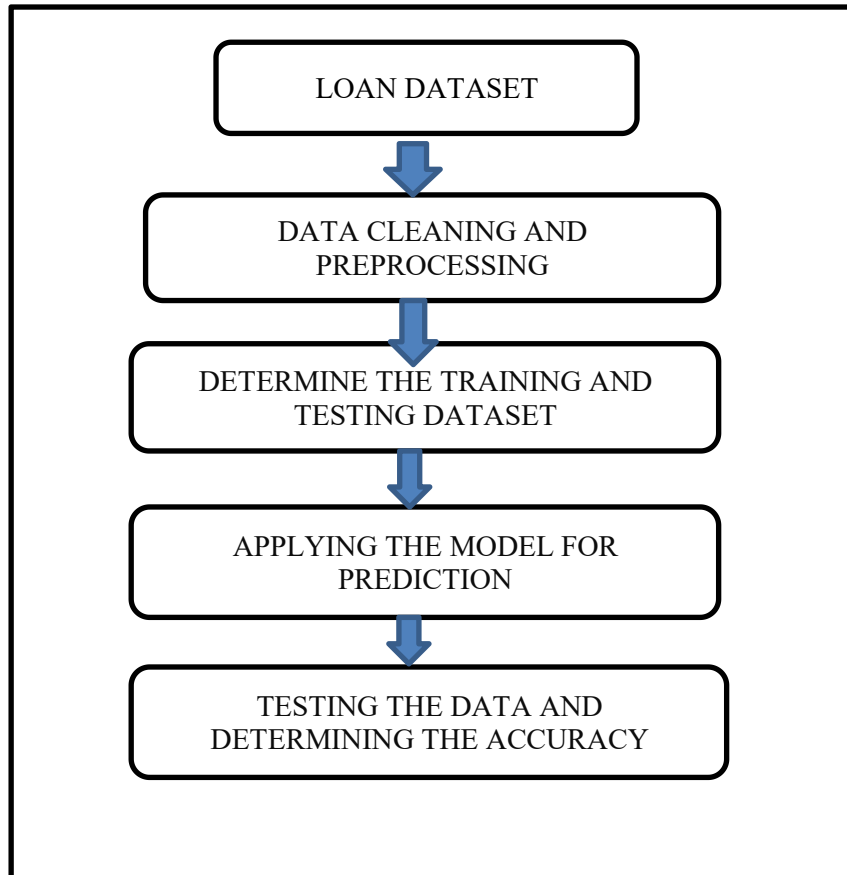 LOAN DATASET
DATA CLEANING AND
PREPROCESSING
DETERMINE THE TRAINING AND
TESTING DATASET
APPLYING THE MODEL FOR
PREDICTION
TESTING THE DATA AND
DETERMINING THE ACCURACY